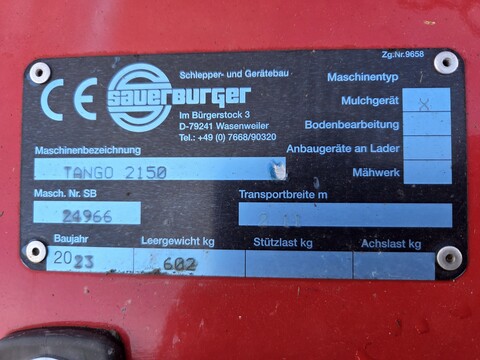 Zg.Nr.9658
CE
sauerburger
Schlepper- und Gerätebau
Im Bürgerstock 3
D-79241 Wasenweiler
Tel.: +49 (0) 7668/90320
Maschinentyp
Mulchgerät X
Bodenbearbeitung
Anbaugeräte an Lader
Mähwerk
Maschinenbezeichnung
TANGO 2150
Masch. Nr. SB
24966
Transportbreite m
Baujahr
2023
Leergewicht kg
602
Stützlast kg
Achslast kg